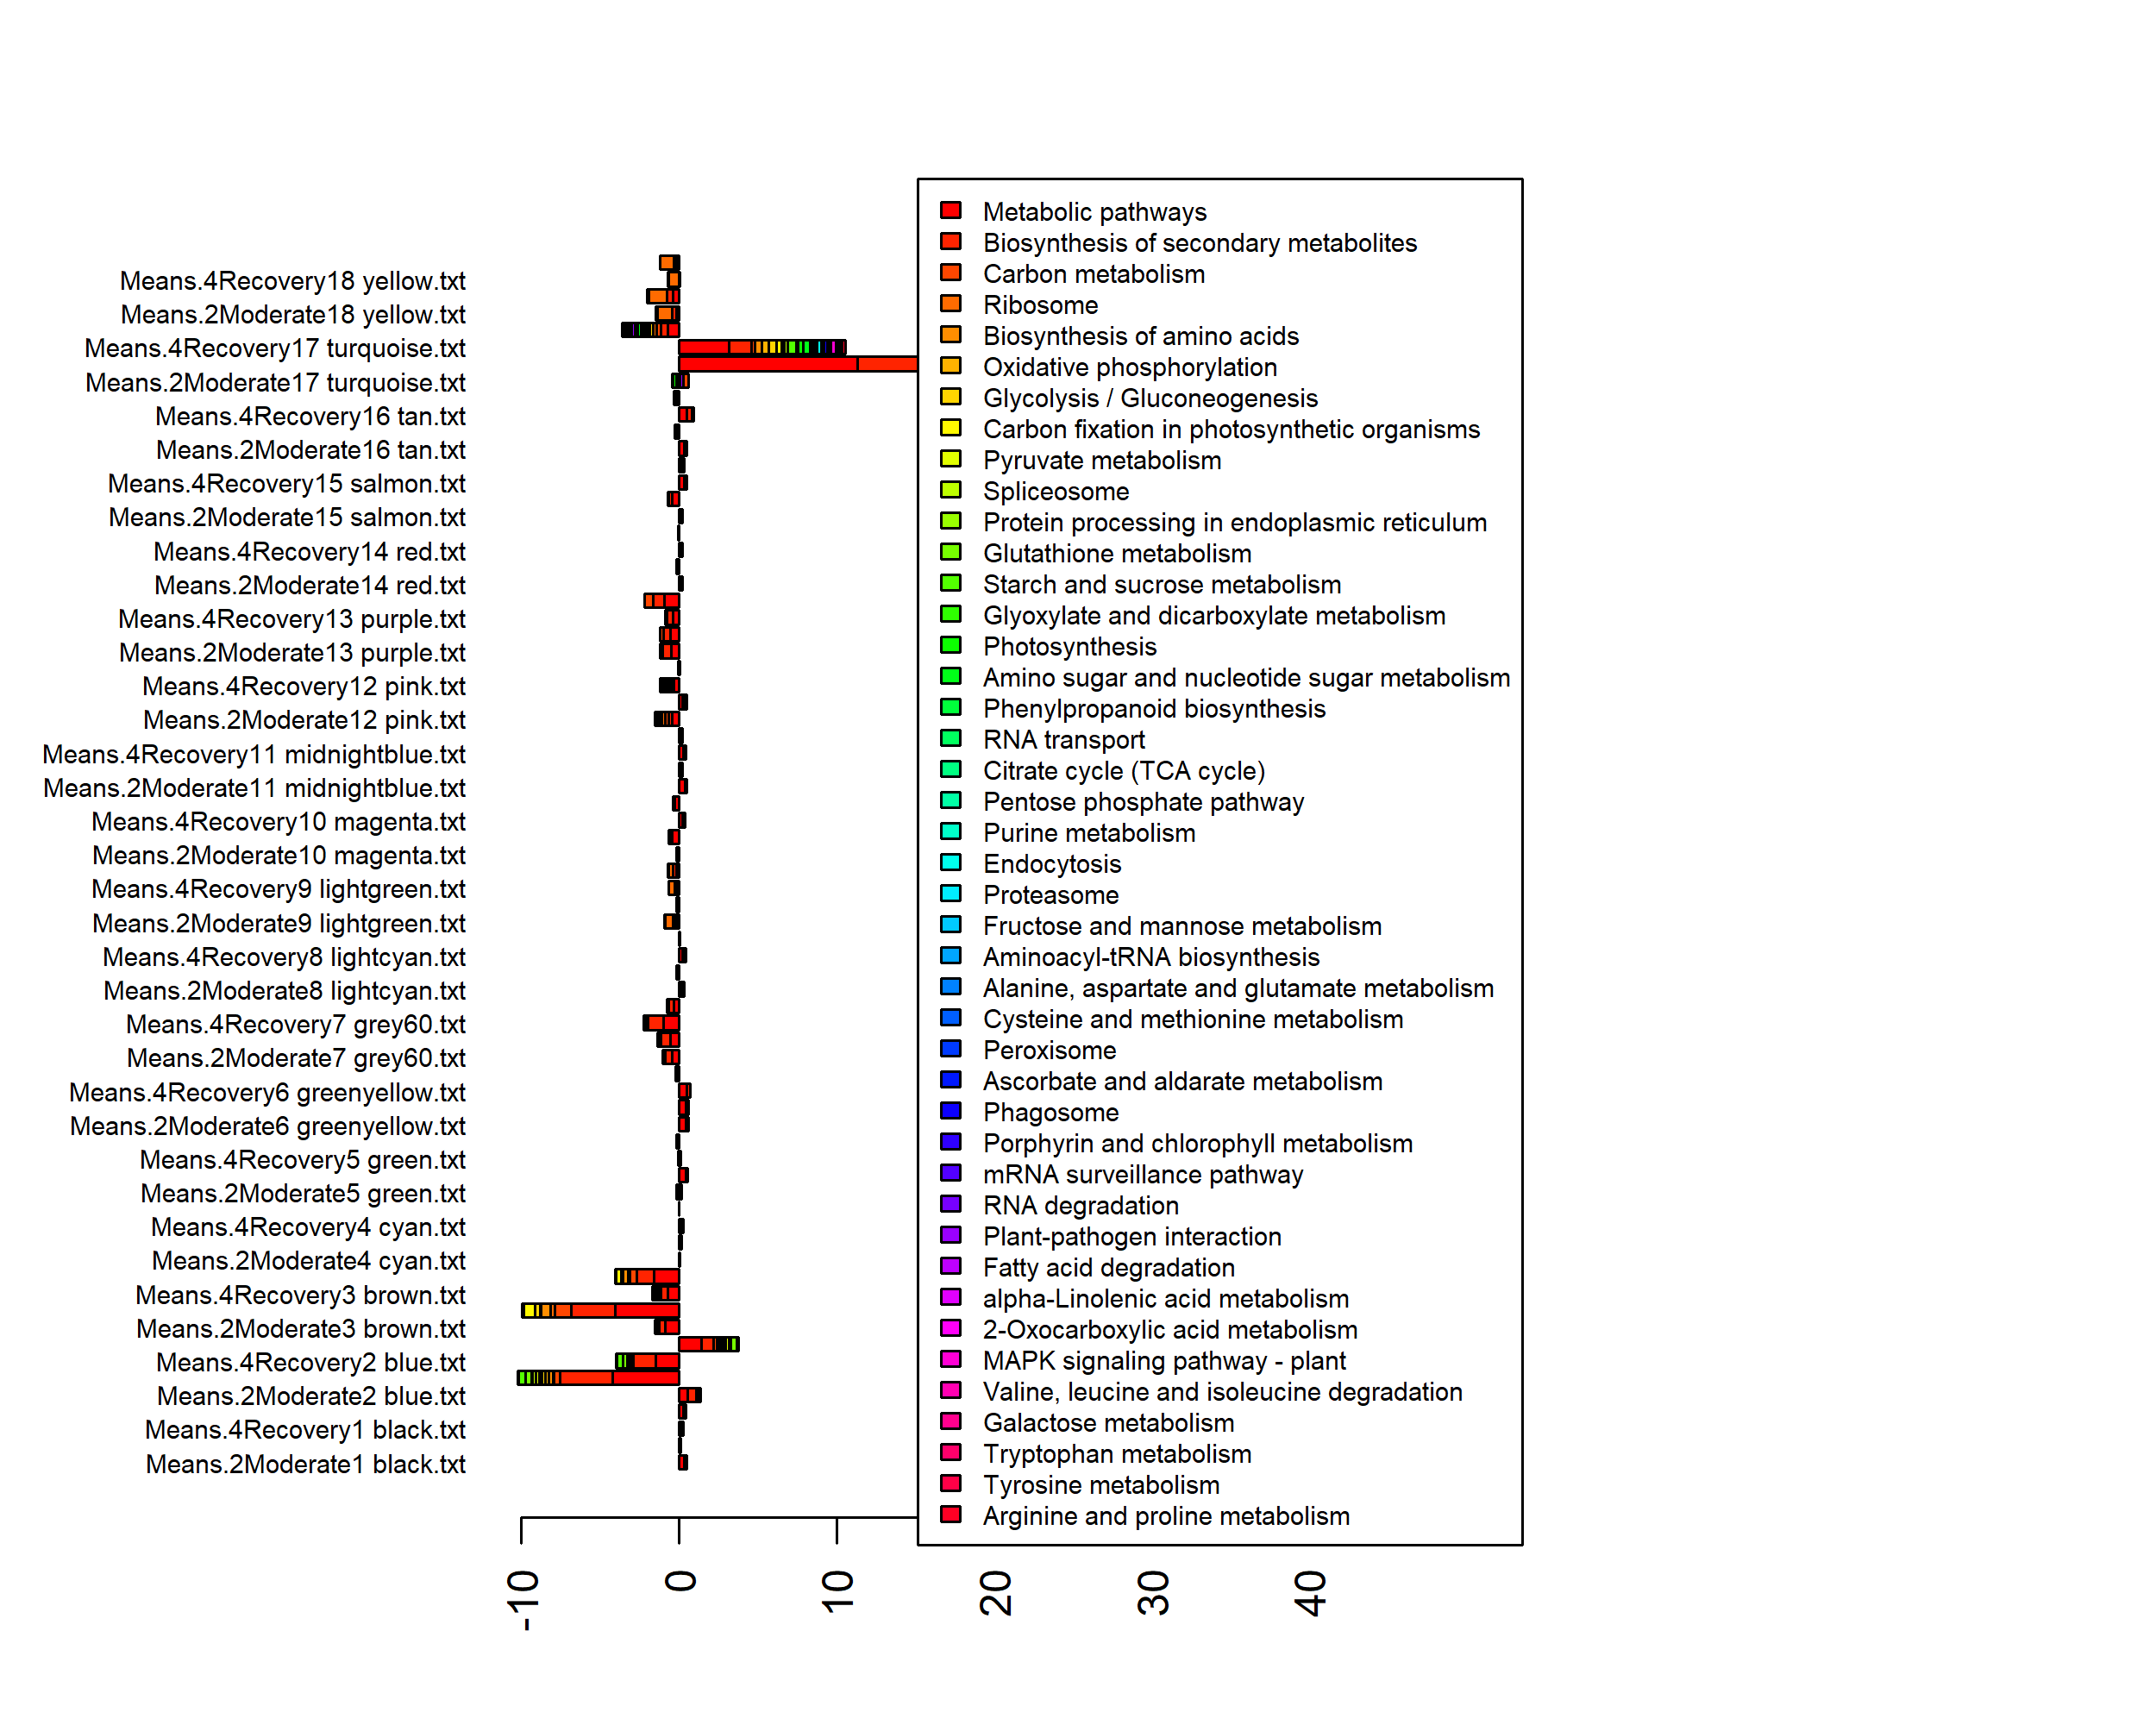 Means.4Recovery18 yellow.txt
Means.2Moderate18 yellow.txt
Means.4Recovery17 turquoise.txt
Means.2Moderate17 turquoise.txt
Means.4Recovery16 tan.txt
Means.2Moderate16 tan.txt
Means.4Recovery15 salmon.txt
Means.2Moderate15 salmon.txt
Means.4Recovery14 red.txt
Means.2Moderate14 red.txt
Means.4Recovery13 purple.txt
Means.2Moderate13 purple.txt
Means.4Recovery12 pink.txt
Means.2Moderate12 pink.txt
Means.4Recovery11 midnightblue.txt
Means.2Moderate11 midnightblue.txt
Means.4Recovery10 magenta.txt
Means.2Moderate10 magenta.txt
Means.4Recovery9 lightgreen.txt
Means.2Moderate9 lightgreen.txt
Means.4Recovery8 lightcyan.txt
Means.2Moderate8 lightcyan.txt
Means.4Recovery7 grey60.txt
Means.2Moderate7 grey60.txt
Means.4Recovery6 greenyellow.txt
Means.2Moderate6 greenyellow.txt
Means.4Recovery5 green.txt
Means.2Moderate5 green.txt
Means.4Recovery4 cyan.txt
Means.2Moderate4 cyan.txt
Means.4Recovery3 brown.txt
Means.2Moderate3 brown.txt
Means.4Recovery2 blue.txt
Means.2Moderate2 blue.txt
Means.4Recovery1 black.txt
Means.2Moderate1 black.txt
Metabolic pathways
Biosynthesis of secondary metabolites
Carbon metabolism
Ribosome
Biosynthesis of amino acids
Oxidative phosphorylation
Glycolysis / Gluconeogenesis
Carbon fixation in photosynthetic organisms
Pyruvate metabolism
Spliceosome
Protein processing in endoplasmic reticulum
Glutathione metabolism
Starch and sucrose metabolism
Glyoxylate and dicarboxylate metabolism
Photosynthesis
Amino sugar and nucleotide sugar metabolism
Phenylpropanoid biosynthesis
RNA transport
Citrate cycle (TCA cycle)
Pentose phosphate pathway
Purine metabolism
Endocytosis
Proteasome
Fructose and mannose metabolism
Aminoacyl-tRNA biosynthesis
Alanine, aspartate and glutamate metabolism
Cysteine and methionine metabolism
Peroxisome
Ascorbate and aldarate metabolism
Phagosome
Porphyrin and chlorophyll metabolism
mRNA surveillance pathway
RNA degradation
Plant-pathogen interaction
Fatty acid degradation
alpha-Linolenic acid metabolism
2-Oxocarboxylic acid metabolism
MAPK signaling pathway - plant
Valine, leucine and isoleucine degradation
Galactose metabolism
Tryptophan metabolism
Tyrosine metabolism
Arginine and proline metabolism
-10
0
10
20
30
40